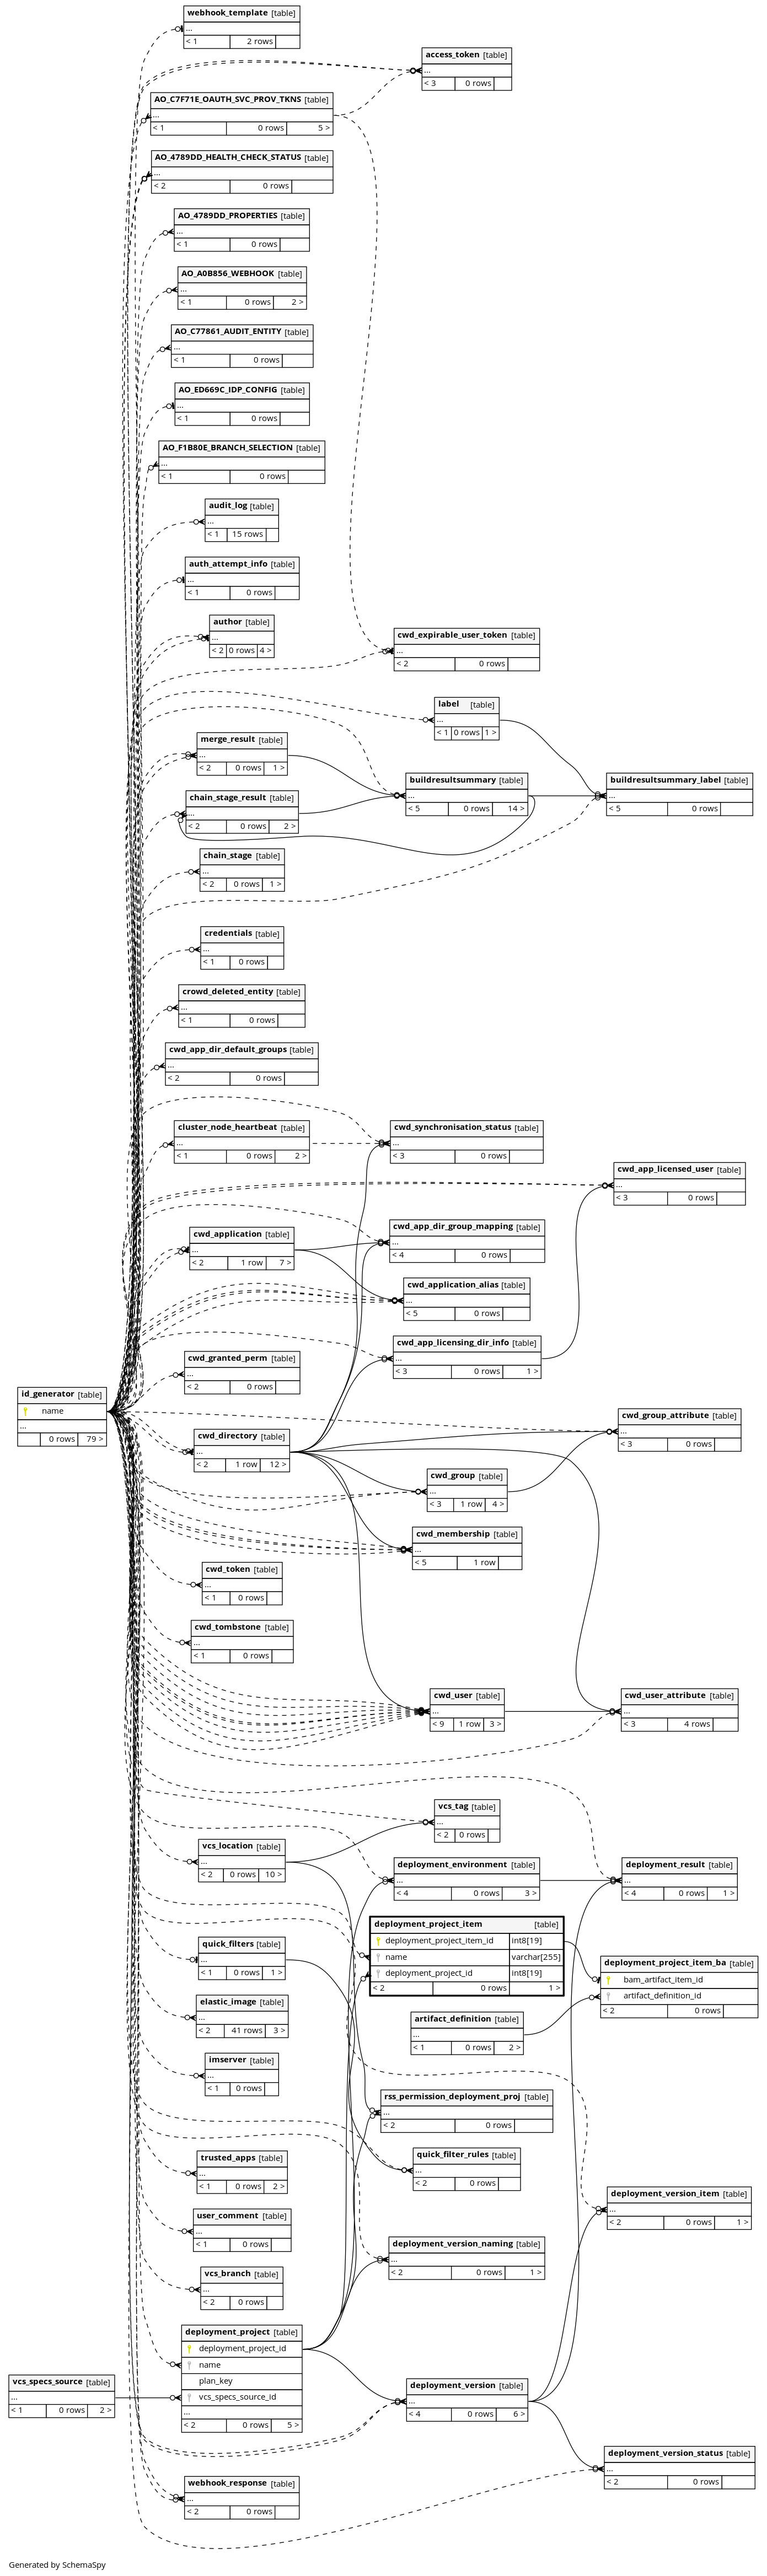 webhook_template [table]
...
< 1 2 rows
access_token [table]
...
< 3 0 rows
AO_C7F71E_OAUTH_SVC_PROV_TKNS [table]
...
< 1 0 rows 5 >
AO_4789DD_HEALTH_CHECK_STATUS [table]
...
< 2 0 rows
AO_4789DD_PROPERTIES [table]
...
< 1 0 rows
AO_A0B856_WEBHOOK [table]
...
< 1 0 rows 2 >
AO_C77861_AUDIT_ENTITY [table]
...
< 1 0 rows
AO_ED669C_IDP_CONFIG [table]
...
< 1 0 rows
AO_F1B80E_BRANCH_SELECTION [table]
...
< 1 0 rows
audit_log [table]
...
< 1 15 rows
auth_attempt_info [table]
...
< 1 0 rows
author [table]
...
< 2 0 rows 4 >
cwd_expirable_user_token [table]
...
< 2 0 rows
label [table]
...
< 1 0 rows 1 >
merge_result [table]
...
< 2 0 rows 1 >
buildresultsummary [table]
...
< 5 0 rows 14 >
buildresultsummary_label [table]
...
< 5 0 rows
chain_stage_result [table]
...
< 2 0 rows 2 >
chain_stage [table]
...
< 2 0 rows 1 >
credentials [table]
...
< 1 0 rows
crowd_deleted_entity [table]
...
< 1 0 rows
cwd_app_dir_default_groups [table]
...
< 2 0 rows
cluster_node_heartbeat [table]
...
< 1 0 rows 2 >
cwd_synchronisation_status [table]
...
< 3 0 rows
cwd_app_licensed_user [table]
...
< 3 0 rows
cwd_application [table]
...
< 2 1 row 7 >
cwd_app_dir_group_mapping [table]
...
< 4 0 rows
cwd_application_alias [table]
...
< 5 0 rows
cwd_app_licensing_dir_info [table]
...
< 3 0 rows 1 >
cwd_granted_perm [table]
...
< 2 0 rows
id_generator [table]
name
...
0 rows 79 >
cwd_group_attribute [table]
...
< 3 0 rows
cwd_directory [table]
...
< 2 1 row 12 >
cwd_group [table]
...
< 3 1 row 4 >
cwd_membership [table]
...
< 5 1 row
cwd_token [table]
...
< 1 0 rows
cwd_tombstone [table]
...
< 1 0 rows
cwd_user [table]
...
< 9 1 row 3 >
cwd_user_attribute [table]
...
< 3 4 rows
vcs_tag [table]
...
< 2 0 rows
vcs_location [table]
...
< 2 0 rows 10 >
deployment_environment [table]
...
< 4 0 rows 3 >
deployment_result [table]
...
< 4 0 rows 1 >
deployment_project_item [table]
deployment_project_item_id int8[19]
name varchar[255]
deployment_project_id int8[19]
< 2 0 rows 1 >
quick_filters [table]
...
< 1 0 rows 1 >
deployment_project_item_ba [table]
bam_artifact_item_id
artifact_definition_id
< 2 0 rows
elastic_image [table]
...
< 2 41 rows 3 >
artifact_definition [table]
...
< 1 0 rows 2 >
imserver [table]
...
< 1 0 rows
rss_permission_deployment_proj [table]
...
< 2 0 rows
trusted_apps [table]
...
< 1 0 rows 2 >
quick_filter_rules [table]
...
< 2 0 rows
deployment_version_item [table]
...
< 2 0 rows 1 >
user_comment [table]
...
< 1 0 rows
deployment_version_naming [table]
...
< 2 0 rows 1 >
vcs_branch [table]
...
< 2 0 rows
deployment_project [table]
deployment_project_id
name
plan_key
vcs_specs_source_id
...
< 2 0 rows 5 >
vcs_specs_source [table]
...
< 1 0 rows 2 >
deployment_version [table]
...
< 4 0 rows 6 >
deployment_version_status [table]
...
< 2 0 rows
webhook_response [table]
...
< 2 0 rows
Generated by SchemaSpy